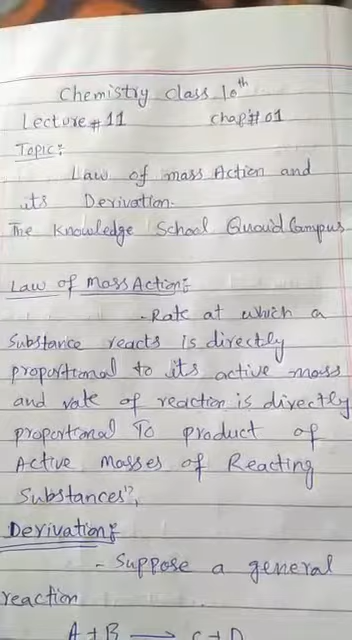 Chemistry class 10th
Lecture # 11 chap # 01
Topic:
Law of mass Action and
its Derivation.
The Knowledge School Quaid Campus
Law of Mass Action:
Rate at which a
Substance reacts is directly
proportional to its active mass
and rate of reaction is directly
proportional To product of
Active masses of Reacting
Substances",
Derivation:
- Suppose a general
reaction
A + B → C + D